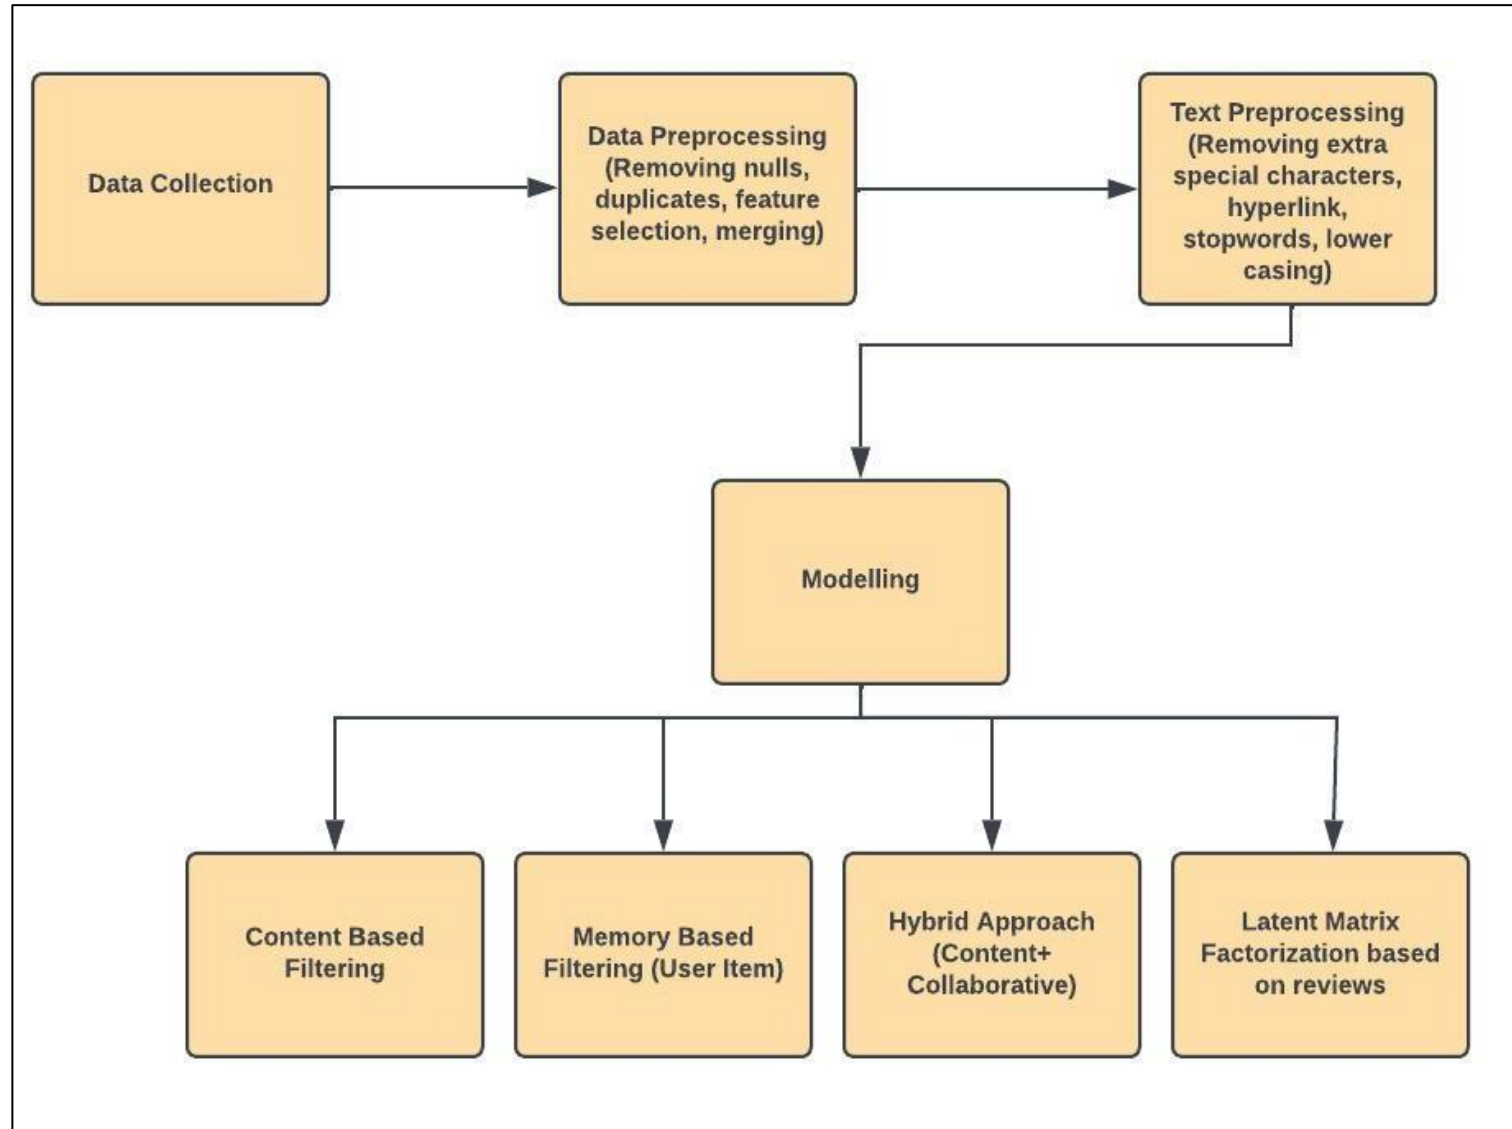 Data Collection
Data Preprocessing
(Removing nulls,
duplicates, feature
selection, merging)
Text Preprocessing
(Removing extra
special characters,
hyperlink,
stopwords, lower
casing)
Modelling
Content Based
Filtering
Memory Based
Filtering (User Item)
Hybrid Approach
(Content+
Collaborative)
Latent Matrix
Factorization based
on reviews